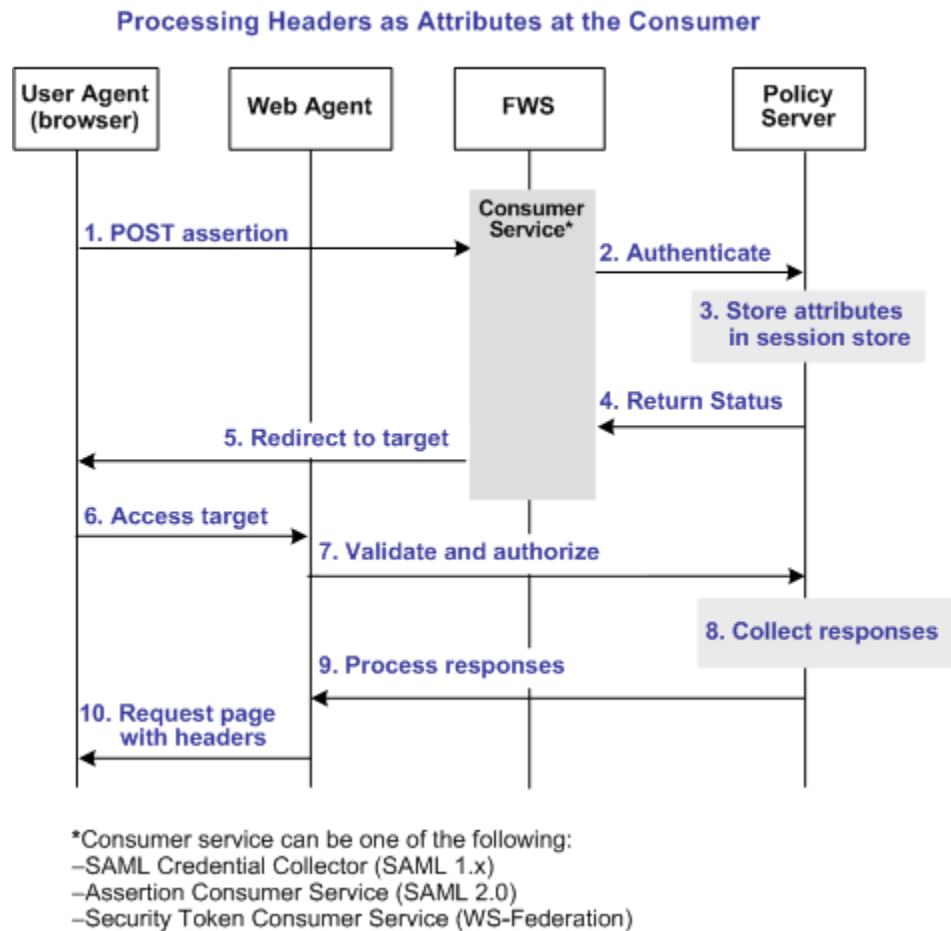 Processing Headers as Attributes at the Consumer
User Agent
(browser)
Web Agent
FWS
Policy
Server
Consumer
Service*
1. POST assertion
2. Authenticate
3. Store attributes
in session store
4. Return Status
5. Redirect to target
6. Access target
7. Validate and authorize
8. Collect responses
9. Process responses
10. Request page
with headers
*Consumer service can be one of the following:
–SAML Credential Collector (SAML 1.x)
–Assertion Consumer Service (SAML 2.0)
–Security Token Consumer Service (WS-Federation)